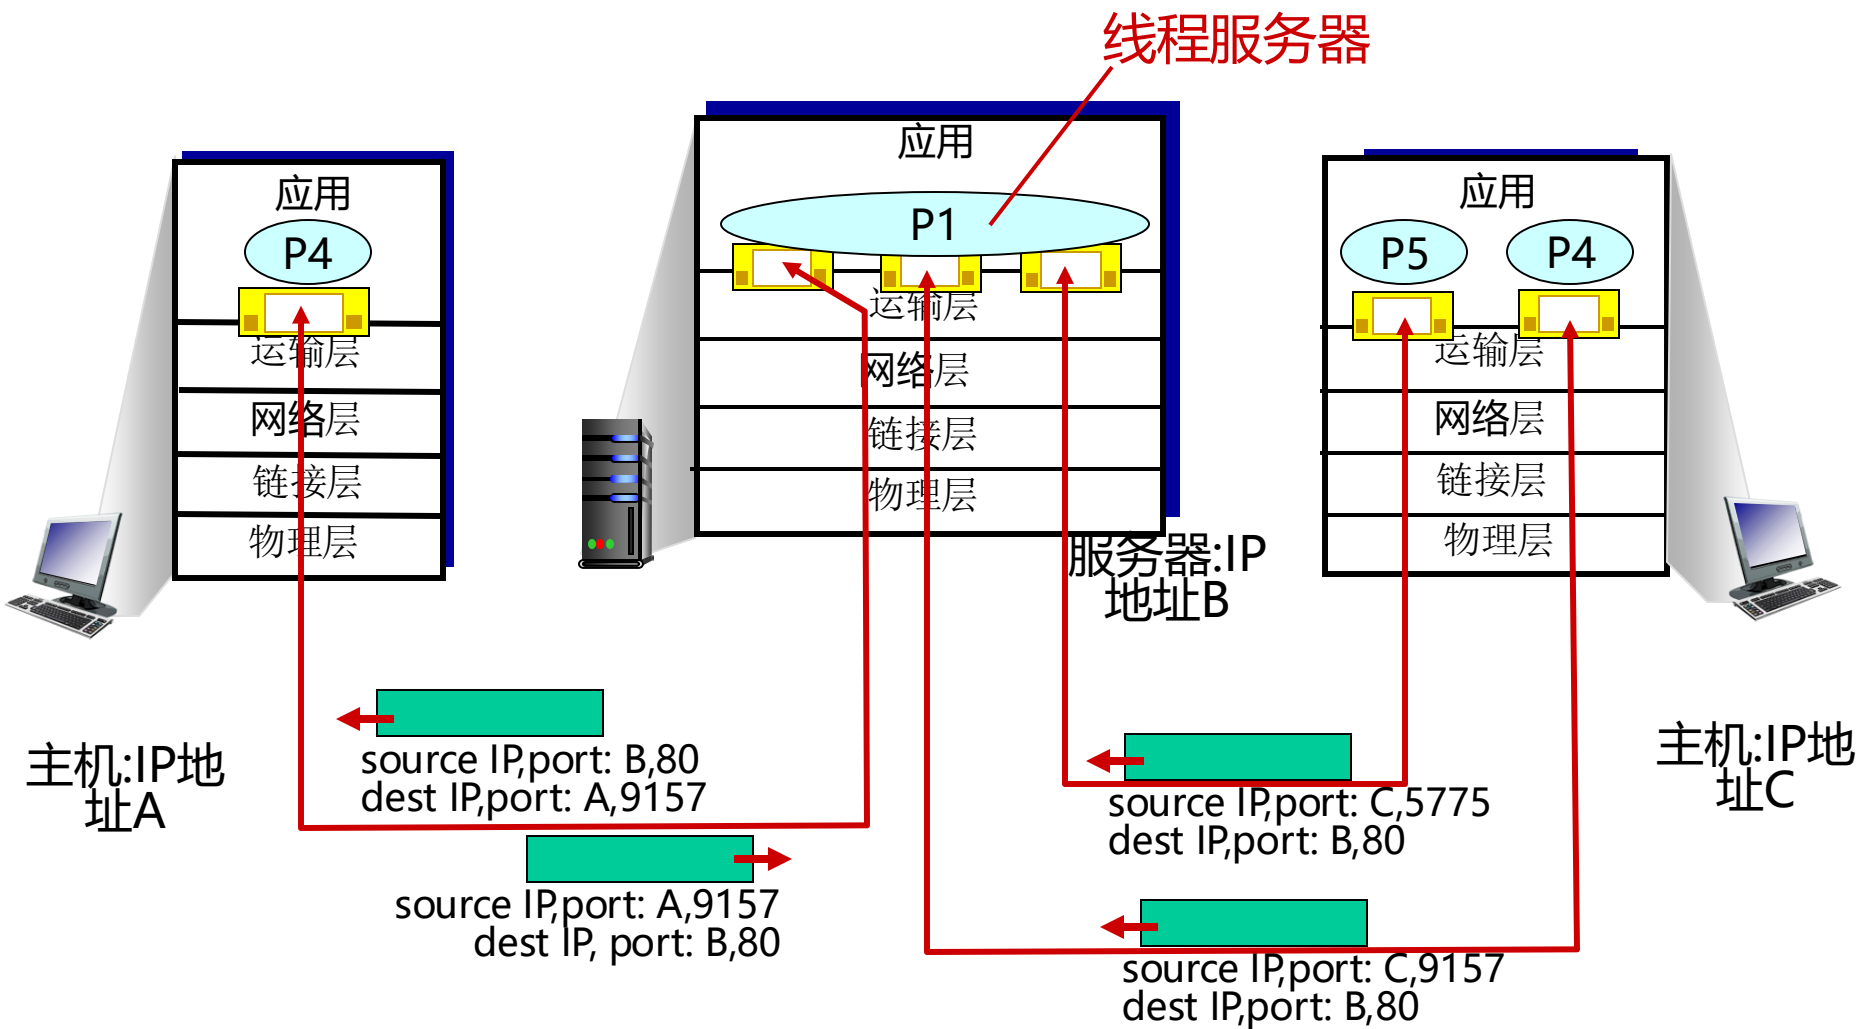 线程服务器
应用
P4
运输层
网络层
链接层
物理层
应用
P1
运输层
网络层
链接层
物理层
服务器:IP
地址B
应用
P5
P4
运输层
网络层
链接层
物理层
主机:IP地
址A
source IP,port: B,80
dest IP,port: A,9157
source IP,port: A,9157
dest IP, port: B,80
source IP,port: C,5775
dest IP,port: B,80
source IP,port: C,9157
dest IP,port: B,80
主机:IP地
址C